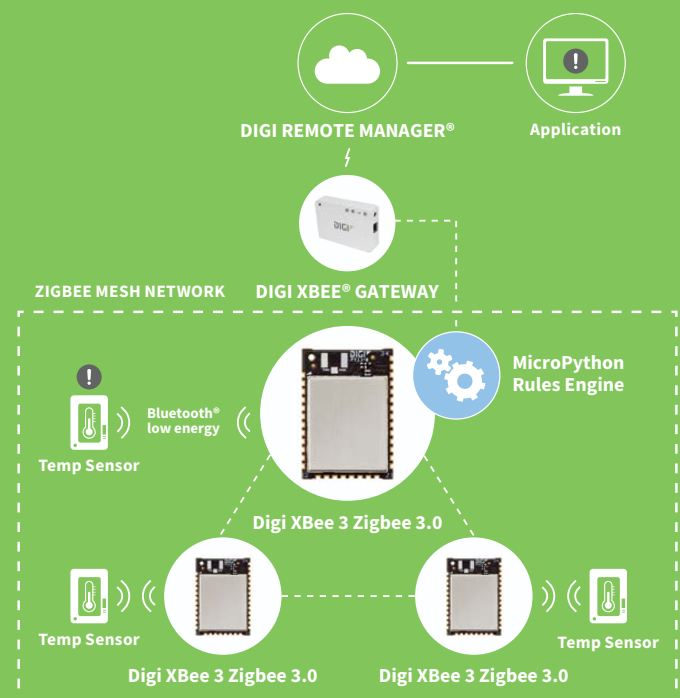 DIGI REMOTE MANAGER®
Application
DIGI
ZIGBEE MESH NETWORK
DIGI XBEE® GATEWAY
DIGI
MicroPython
Rules Engine
Bluetooth®
low energy
Temp Sensor
Digi XBee 3 Zigbee 3.0
Temp Sensor
Temp Sensor
Digi XBee 3 Zigbee 3.0
Digi XBee 3 Zigbee 3.0